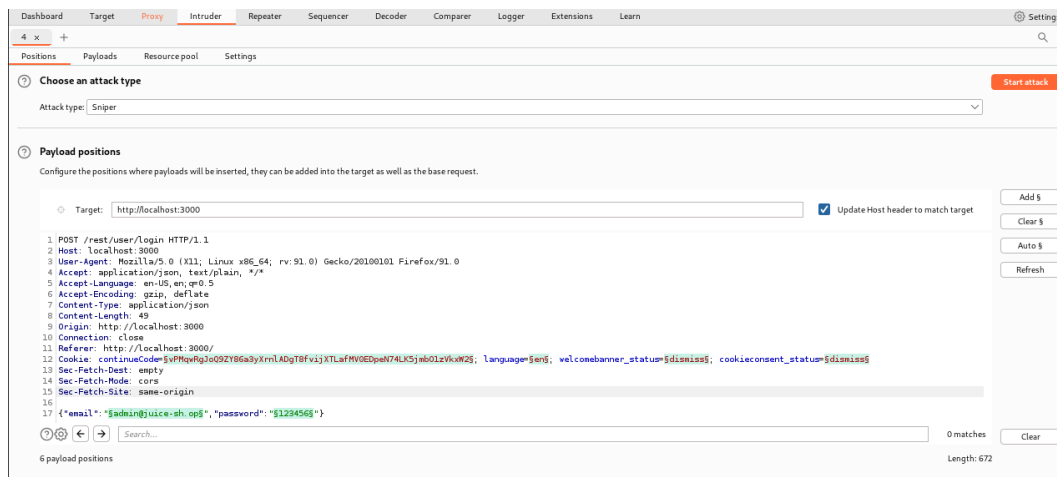 Dashboard Target Proxy Intruder Repeater Sequencer Decoder Comparer Logger Extensions Learn Setting
4 × +
Positions Payloads Resource pool Settings
? Choose an attack type
Start attack
Attack type: Sniper
? Payload positions
Configure the positions where payloads will be inserted, they can be added into the target as well as the base request.
Add §
Target: http://localhost:3000 Update Host header to match target
Clear §
Auto §
Refresh
1 POST /rest/user/login HTTP/1.1
2 Host: localhost:3000
3 User-Agent: Mozilla/5.0 (X11; Linux x86_64; rv:91.0) Gecko/20100101 Firefox/91.0
4 Accept: application/json, text/plain, */*
5 Accept-Language: en-US,en;q=0.5
6 Accept-Encoding: gzip, deflate
7 Content-Type: application/json
8 Content-Length: 49
9 Origin: http://localhost:3000
10 Connection: close
11 Referer: http://localhost:3000/
12 Cookie: continueCode=§vPMqwRgJoQ9ZY86a3yXrnlADgT8fvijXTLafMV0EDpeN74LK5jmbOlzVkxW2§; language=§en§; welcomebanner_status=§dismiss§; cookieconsent_status=§dismiss§
13 Sec-Fetch-Dest: empty
14 Sec-Fetch-Mode: cors
15 Sec-Fetch-Site: same-origin
16
17 {"email":"§admin@juice-sh.op§","password":"§123456§"}
? Search... 0 matches Clear
6 payload positions Length: 672